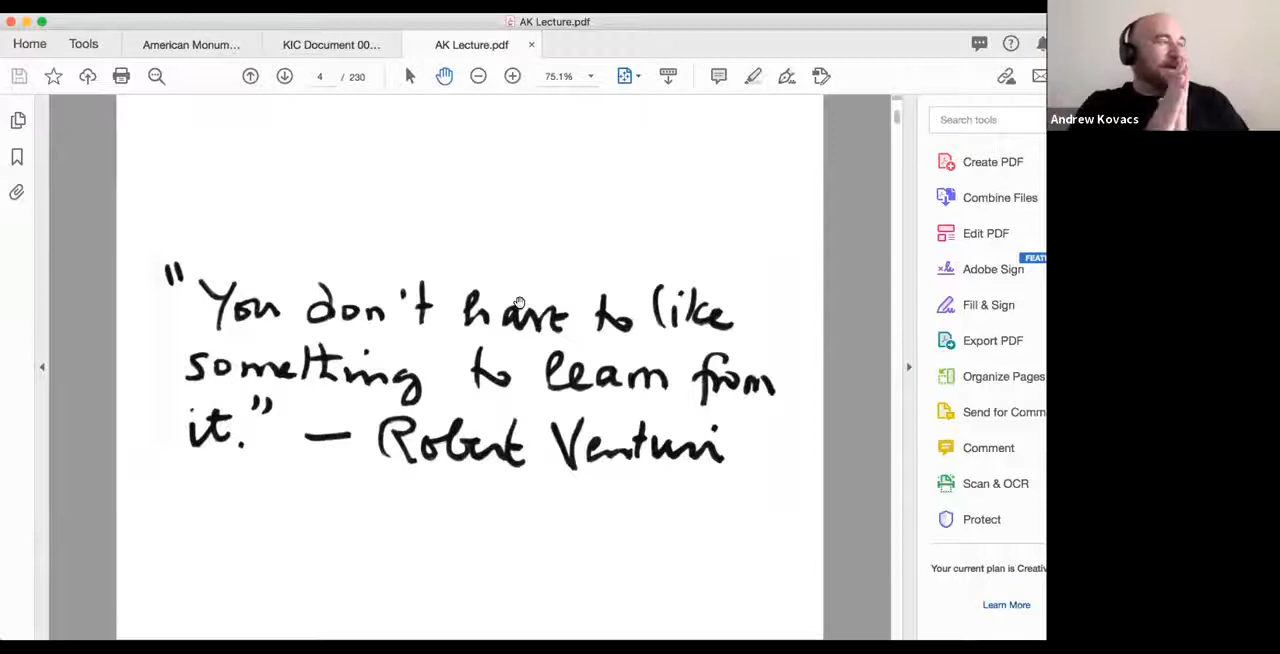 AK Lecture.pdf
Home
Tools
American Monum...
KIC Document 00...
AK Lecture.pdf ×
4 / 230
75.1%
Andrew Kovacs
Search tools
Create PDF
Combine Files
Edit PDF
FEAT
Adobe Sign
Fill & Sign
Export PDF
Organize Pages
Send for Comm
Comment
Scan & OCR
Protect
Your current plan is Creativ
Learn More
"You don't have to like
something to learn from
it." — Robert Venturi